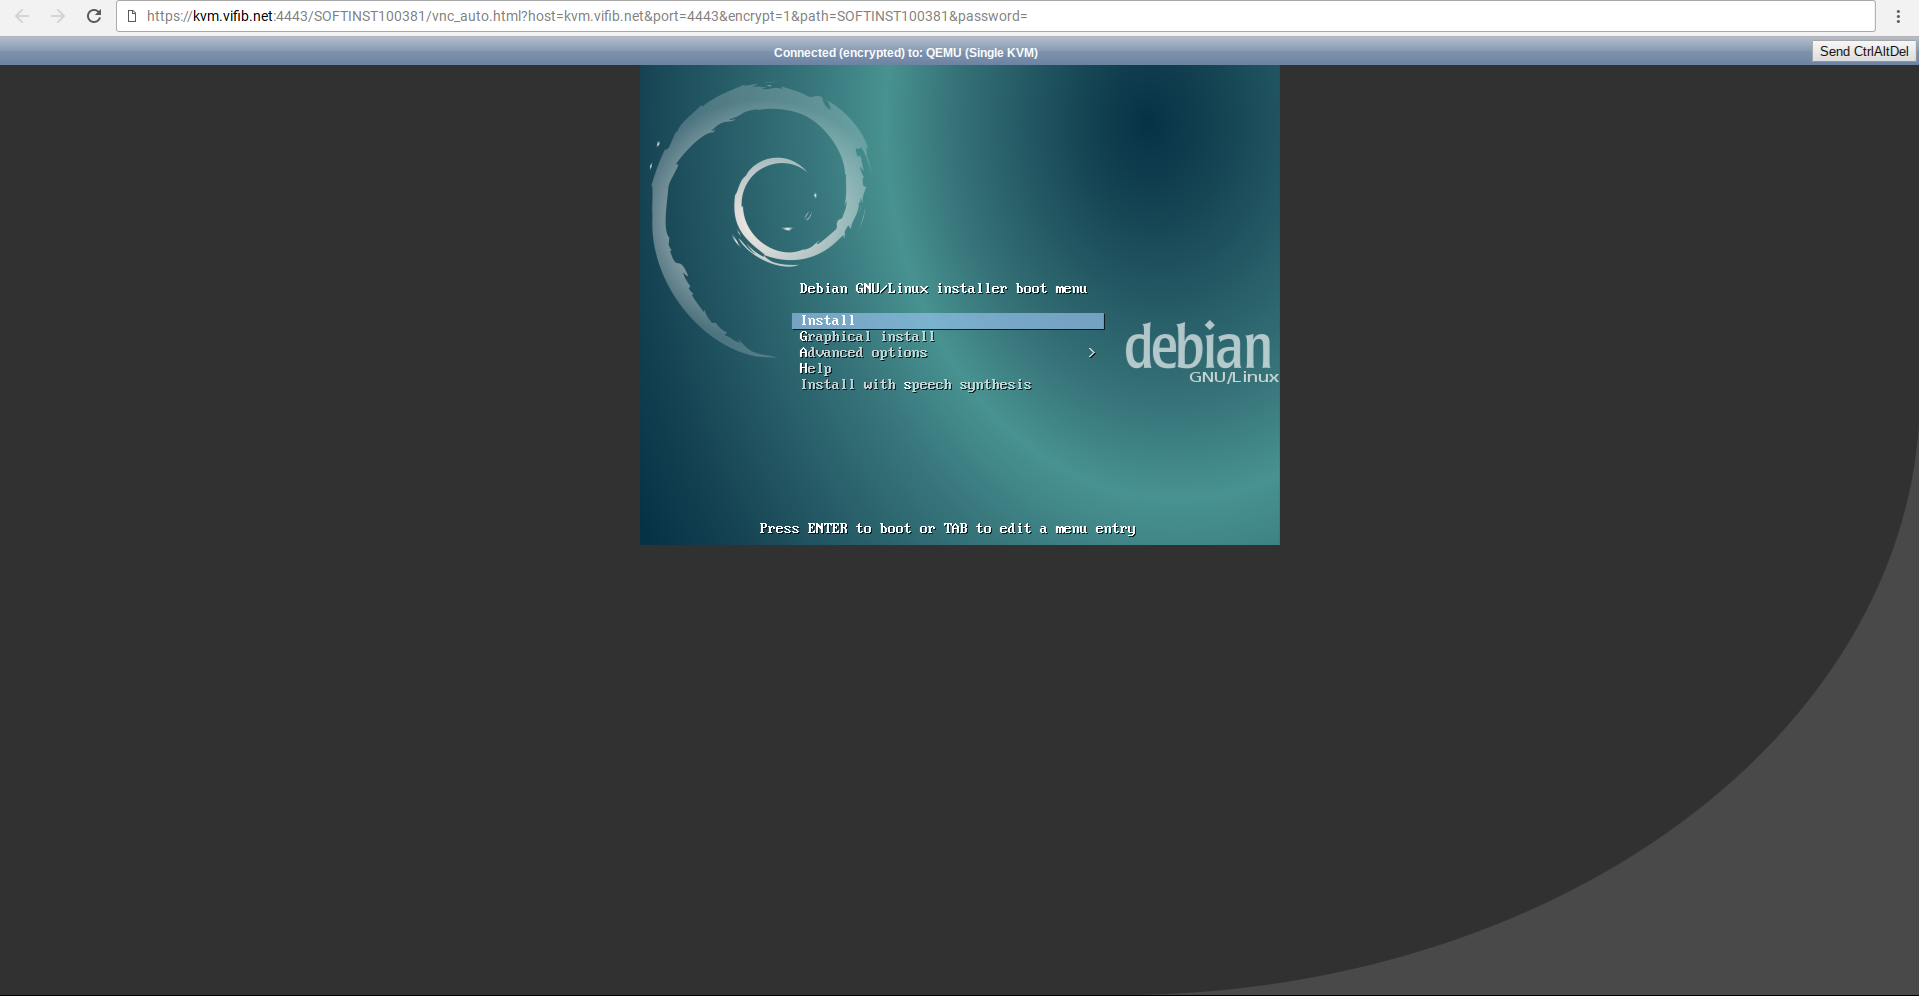 https://kvm.vifib.net:4443/SOFTINST100381/vnc_auto.html?host=kvm.vifib.net&port=4443&encrypt=1&path=SOFTINST100381&password=
Connected (encrypted) to: QEMU (Single KVM)
Send CtrlAltDel
Debian GNU/Linux installer boot menu
Install
Graphical install
Advanced options >
Help
Install with speech synthesis
debian
GNU/Linux
Press ENTER to boot or TAB to edit a menu entry